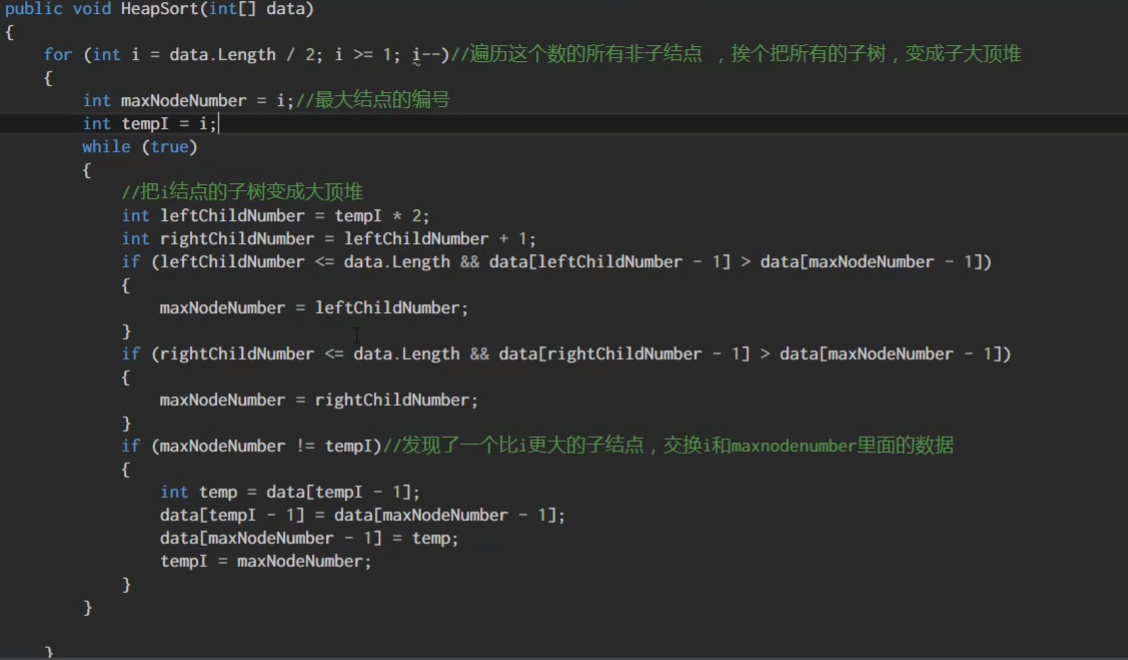 public void HeapSort(int[] data)
{
for (int i = data.Length / 2; i >= 1; i--)//遍历这个数的所有非子结点 ，挨个把所有的子树，变成子大顶堆
{
int maxNodeNumber = i;//最大结点的编号
int tempI = i;
while (true)
{
//把i结点的子树变成大顶堆
int leftChildNumber = tempI * 2;
int rightChildNumber = leftChildNumber + 1;
if (leftChildNumber <= data.Length && data[leftChildNumber - 1] > data[maxNodeNumber - 1])
{
maxNodeNumber = leftChildNumber;
}
if (rightChildNumber <= data.Length && data[rightChildNumber - 1] > data[maxNodeNumber - 1])
{
maxNodeNumber = rightChildNumber;
}
if (maxNodeNumber != tempI)//发现了一个比i更大的子结点，交换i和maxnodenumber里面的数据
{
int temp = data[tempI - 1];
data[tempI - 1] = data[maxNodeNumber - 1];
data[maxNodeNumber - 1] = temp;
tempI = maxNodeNumber;
}
}
}